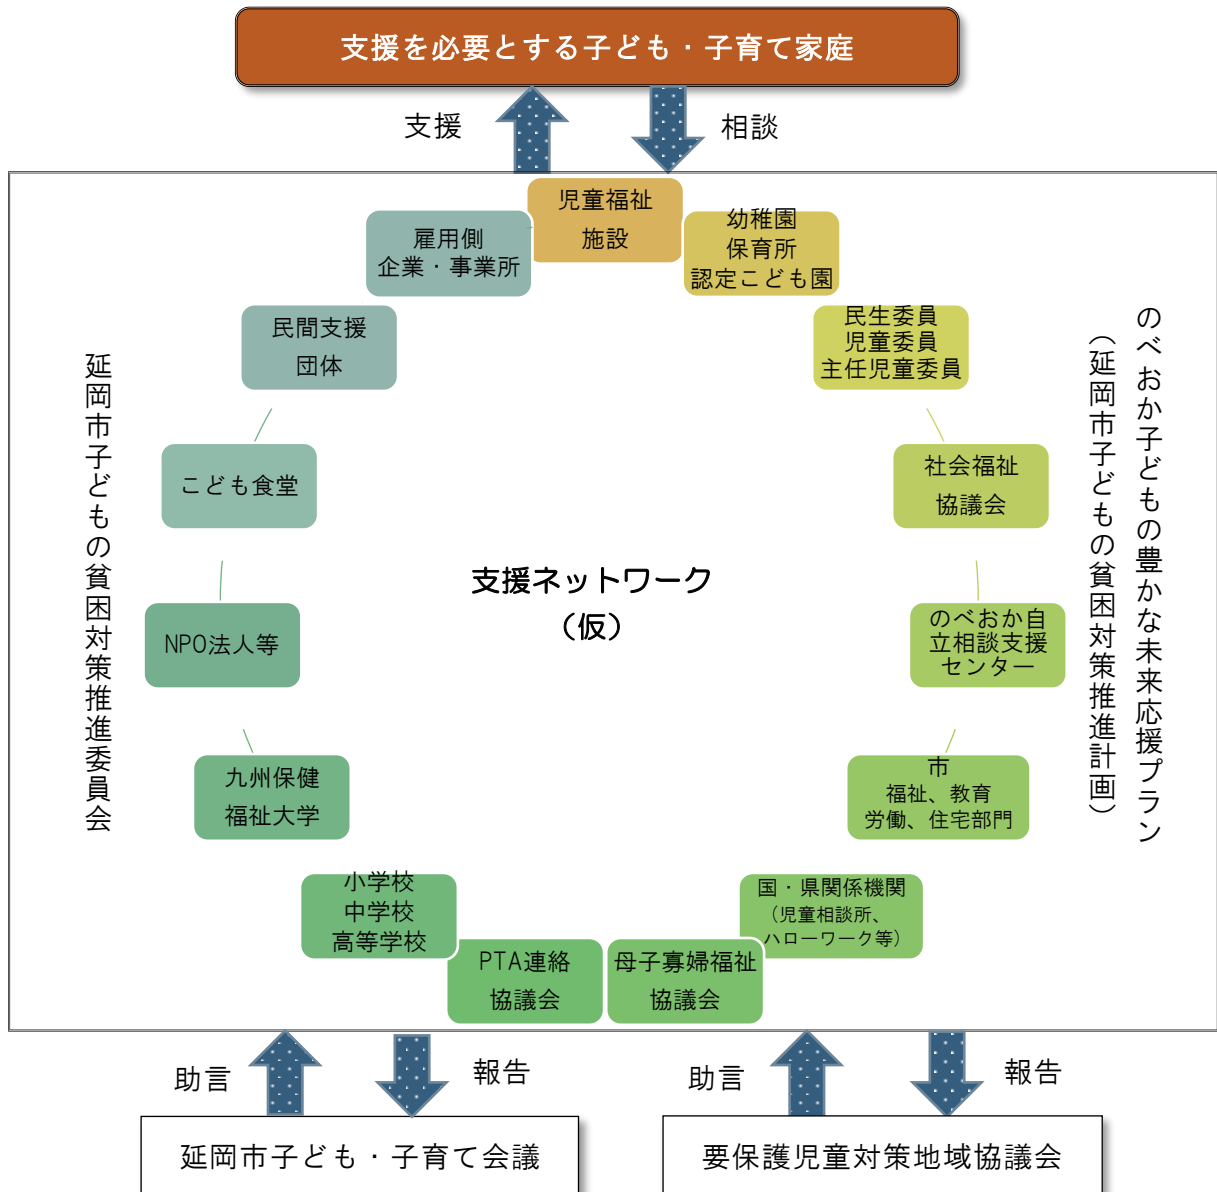 支援を必要とする子ども・子育て家庭
支援
相談
児童福祉
施設
幼稚園
保育所
認定こども園
民生委員
児童委員
主任児童委員
社会福祉
協議会
のべおか自
立相談支援
センター
市
福祉、教育
労働、住宅部門
国・県関係機関
（児童相談所、
ハローワーク等）
母子寡婦福祉
協議会
PTA連絡
協議会
小学校
中学校
高等学校
九州保健
福祉大学
NPO法人等
こども食堂
民間支援
団体
雇用側
企業・事業所
支援ネットワーク
（仮）
のべおか子どもの豊かな未来応援プラン
（延岡市子どもの貧困対策推進計画）
延岡市子どもの貧困対策推進委員会
助言
報告
助言
報告
延岡市子ども・子育て会議
要保護児童対策地域協議会